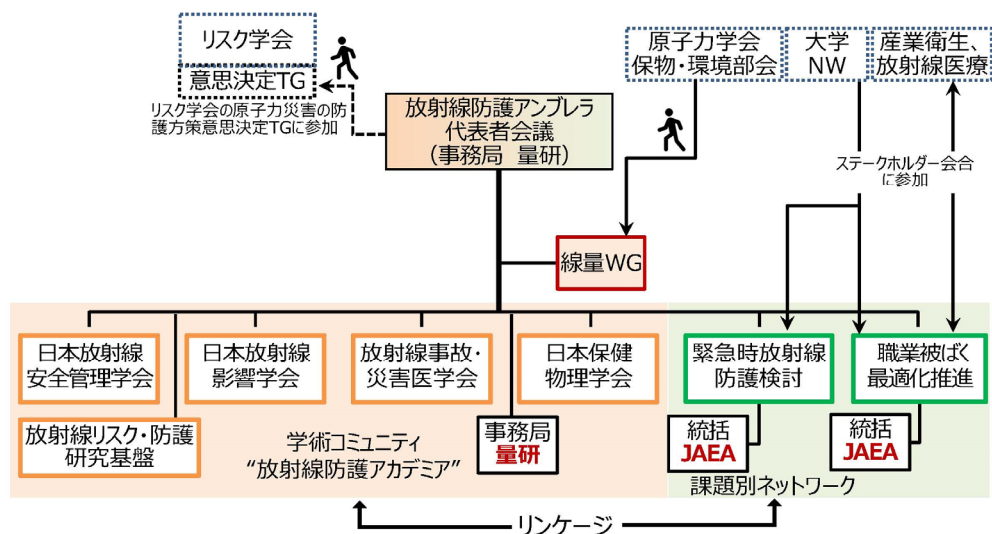 リスク学会
意思決定TG
リスク学会の原子力災害の防
護方策意思決定TGに参加
放射線防護アンブレラ
代表者会議
(事務局 量研)
原子力学会
保物・環境部会
大学
NW
産業衛生、
放射線医療
ステークホルダー会合
に参加
線量WG
日本放射線
安全管理学会
日本放射線
影響学会
放射線事故・
災害医学会
日本保健
物理学会
緊急時放射線
防護検討
職業被ばく
最適化推進
放射線リスク・防護
研究基盤
学術コミュニティ
“放射線防護アカデミア”
事務局
量研
統括
JAEA
統括
JAEA
課題別ネットワーク
リンケージ